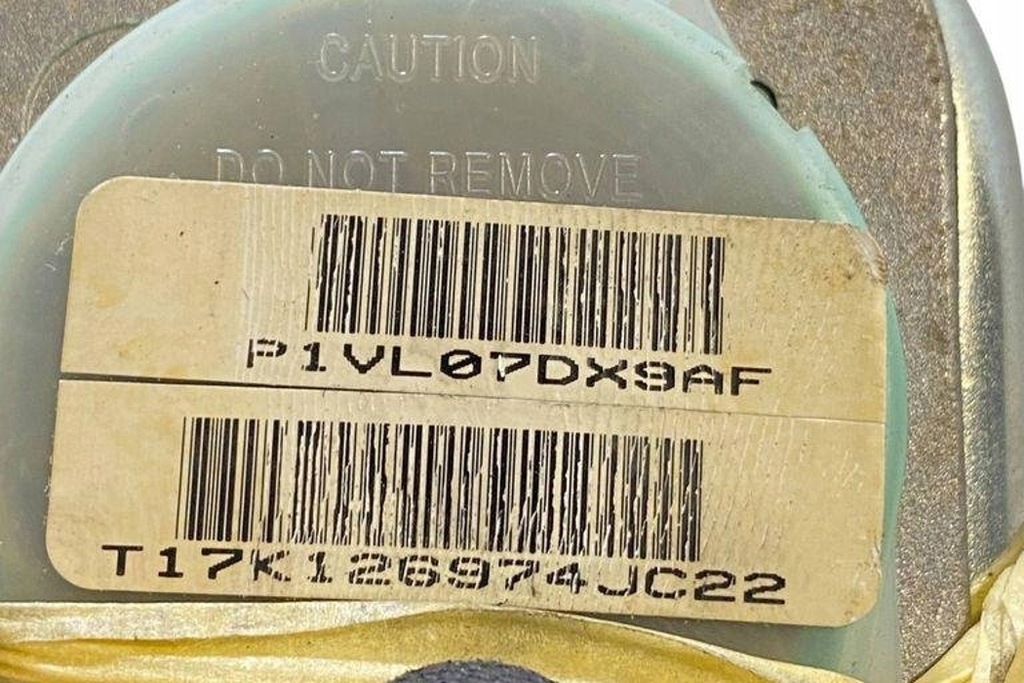 CAUTION
DO NOT REMOVE
P1VL07DX9AF
T17K126974JC22